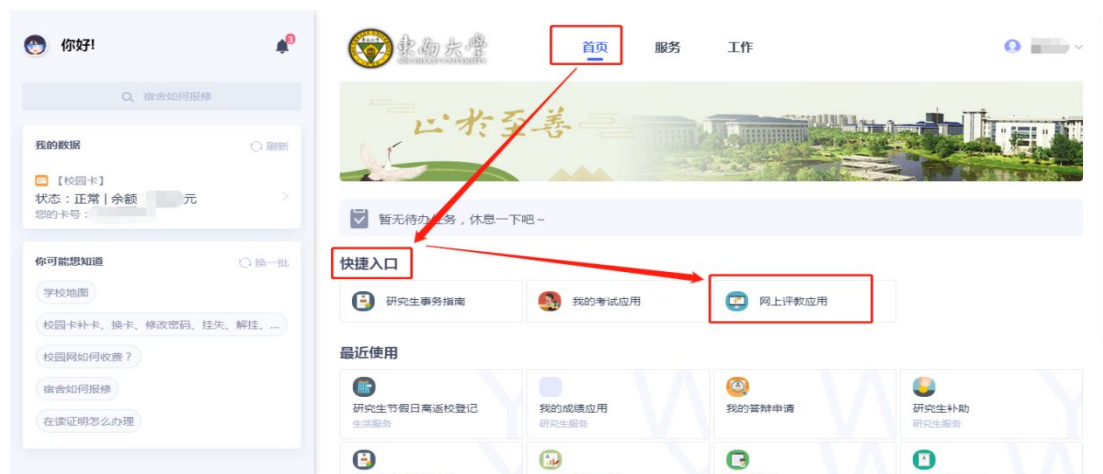 你好!
3
宿舍如何报修
我的数据
刷新
【校园卡】
状态：正常 | 余额 元
您的卡号：
你可能想知道
换一批
学校地图
校园卡补卡、换卡、修改密码、挂失、解挂、...
校园网如何收费？
宿舍如何报修
在读证明怎么办理
東南大學
SOUTHEAST UNIVERSITY
首页
服务
工作
止於至善
暂无待办任务，休息一下吧~
快捷入口
研究生事务指南
我的考试应用
网上评教应用
最近使用
研究生节假日离返校登记
生活服务
我的成绩应用
研究生服务
我的答辩申请
研究生补助
研究生服务